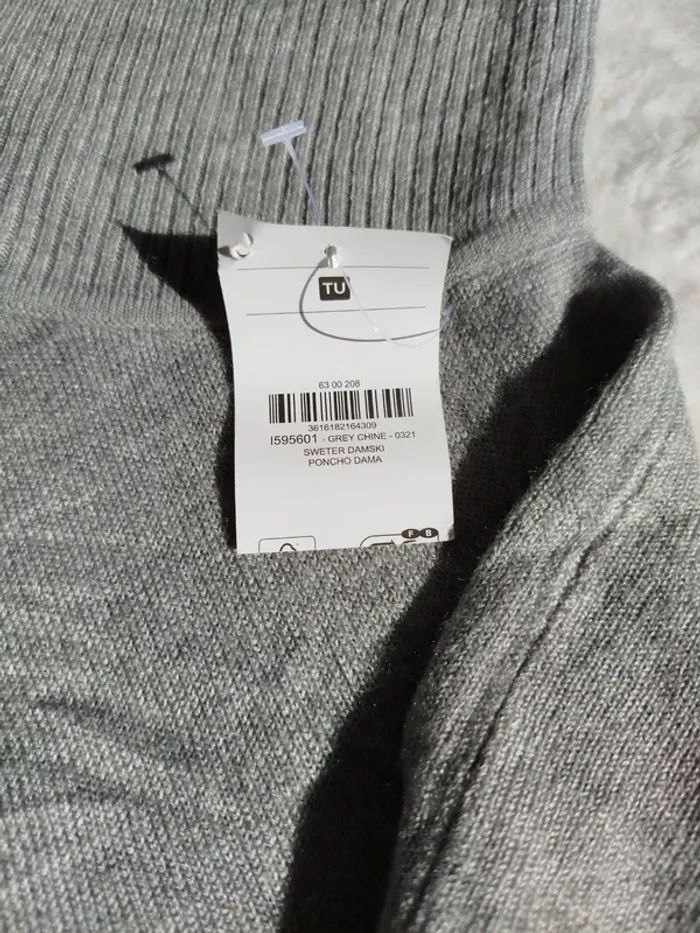 TU
63 00 208
3616182164309
I595601 - GREY CHINE - 0321
SWETER DAMSKI
PONCHO DAMA
F B